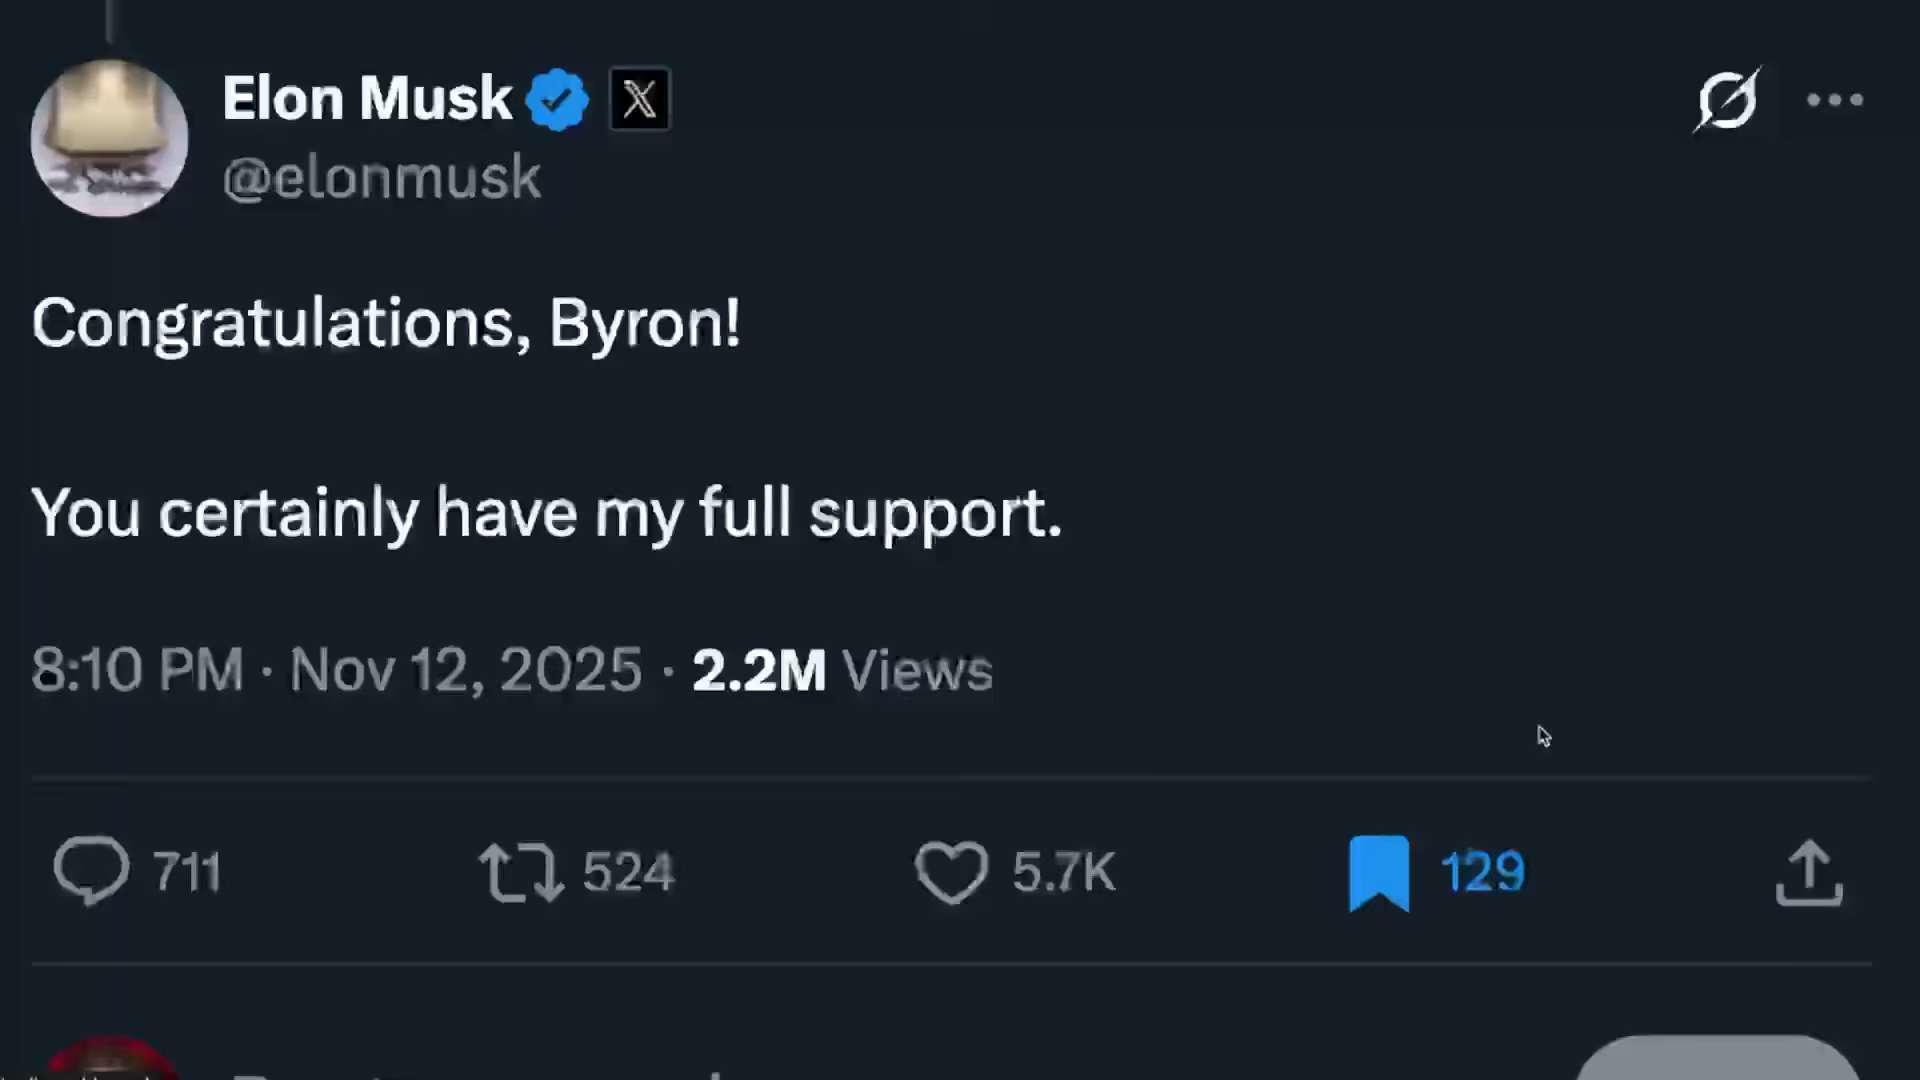 Elon Musk
@elonmusk
Congratulations, Byron!
You certainly have my full support.
8:10 PM · Nov 12, 2025 · 2.2M Views
711 524 5.7K 129